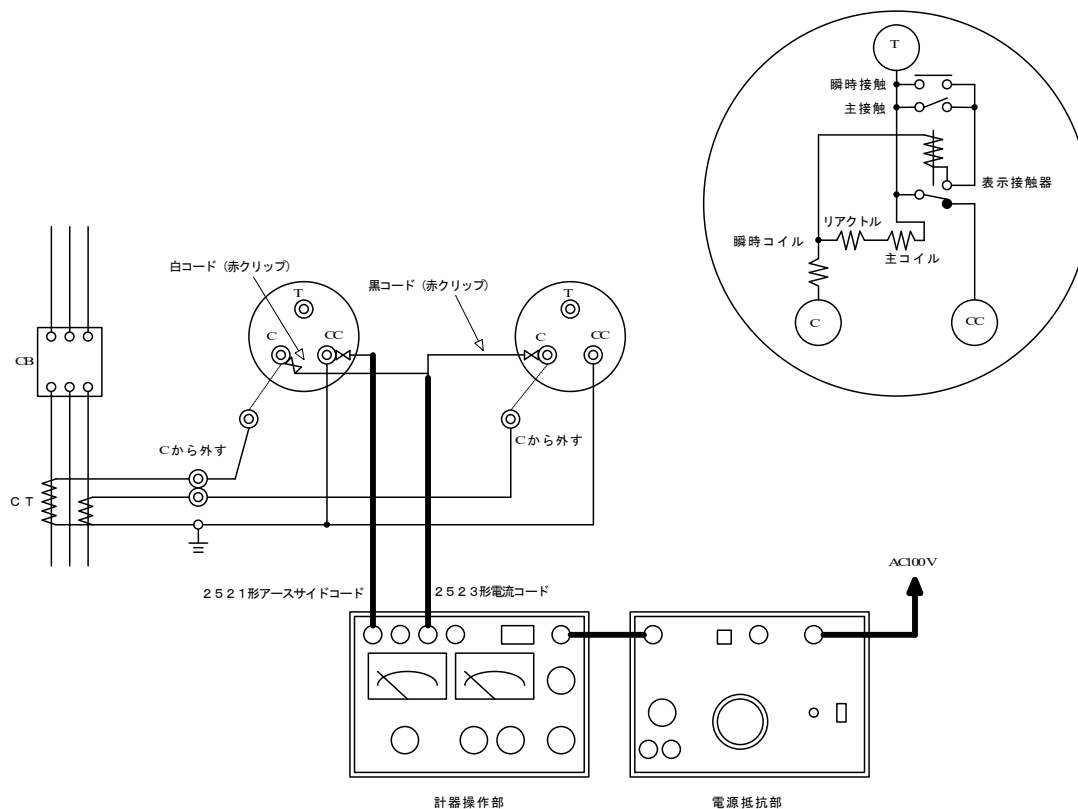 T
瞬時接触
主接触
表示接触器
リアクトル
瞬時コイル
主コイル
C
CC
白コード（赤クリップ）
黒コード（赤クリップ）
T
C
CC
T
C
CC
CB
Cから外す
Cから外す
ＣＴ
AC100V
２５２１形アースサイドコード
２５２３形電流コード
計器操作部
電源抵抗部